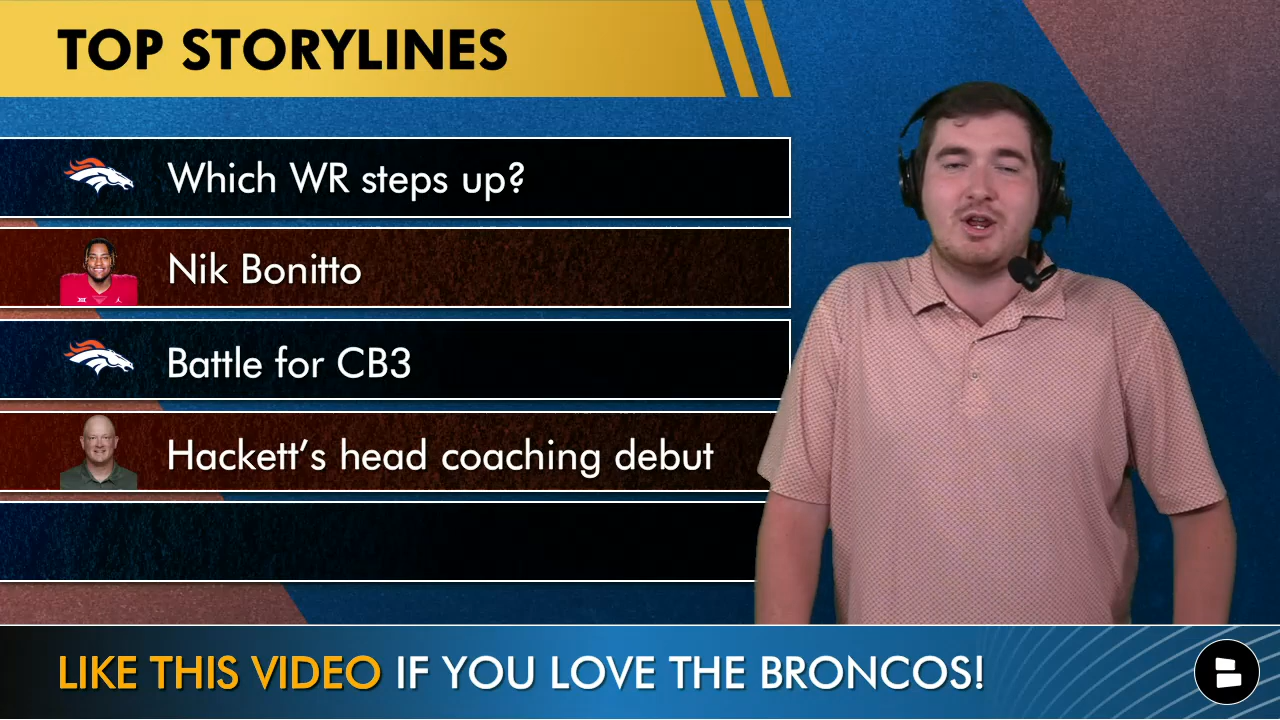 TOP STORYLINES
Which WR steps up?
Nik Bonitto
Battle for CB3
Hackett's head coaching debut
LIKE THIS VIDEO IF YOU LOVE THE BRONCOS!